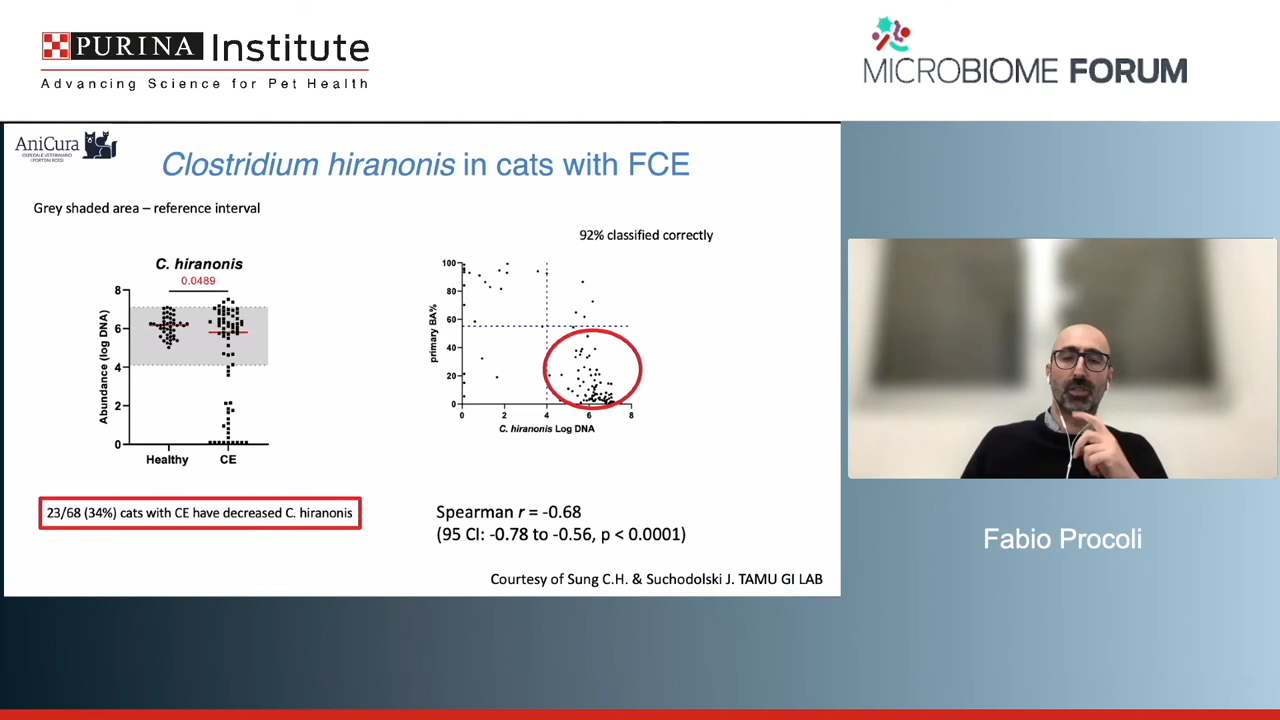 PURINA Institute
Advancing Science for Pet Health
MICROBIOME FORUM
AniCura
OSPEDALE VETERINARIO
I PORTONI ROSSI
Clostridium hiranonis in cats with FCE
Grey shaded area – reference interval
92% classified correctly
C. hiranonis
0.0489
Abundance (log DNA)
8
6
4
2
0
Healthy
CE
primary BA%
100
80
60
40
20
0
0
2
4
6
8
C. hiranonis Log DNA
23/68 (34%) cats with CE have decreased C. hiranonis
Spearman r = -0.68
(95 CI: -0.78 to -0.56, p < 0.0001)
Courtesy of Sung C.H. & Suchodolski J. TAMU GI LAB
Fabio Procoli